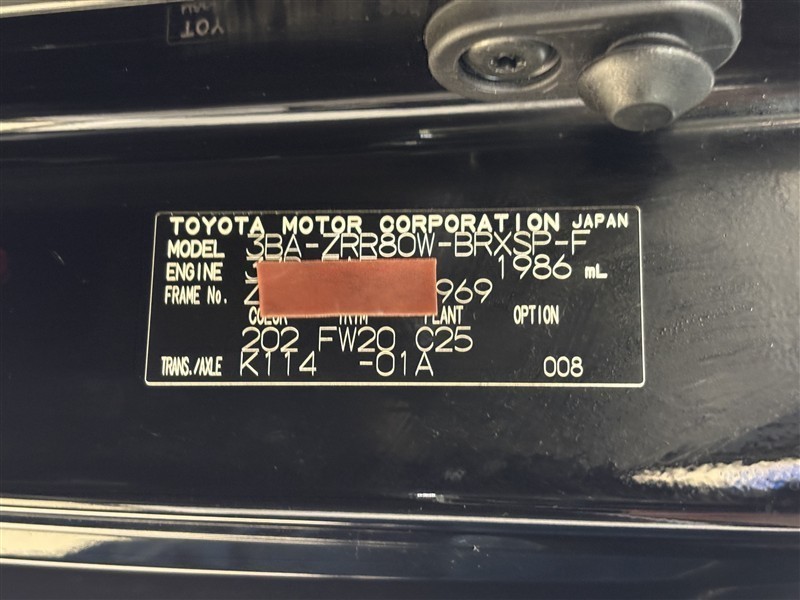 TOYOTA MOTOR CORPORATION JAPAN
MODEL 3BA-ZRR80W-BRXSP-F
ENGINE 1986 mL
FRAME No. Z 969
COLOR TRIM PLANT OPTION
202 FW20 C25
TRANS./AXLE K114 -01A 008